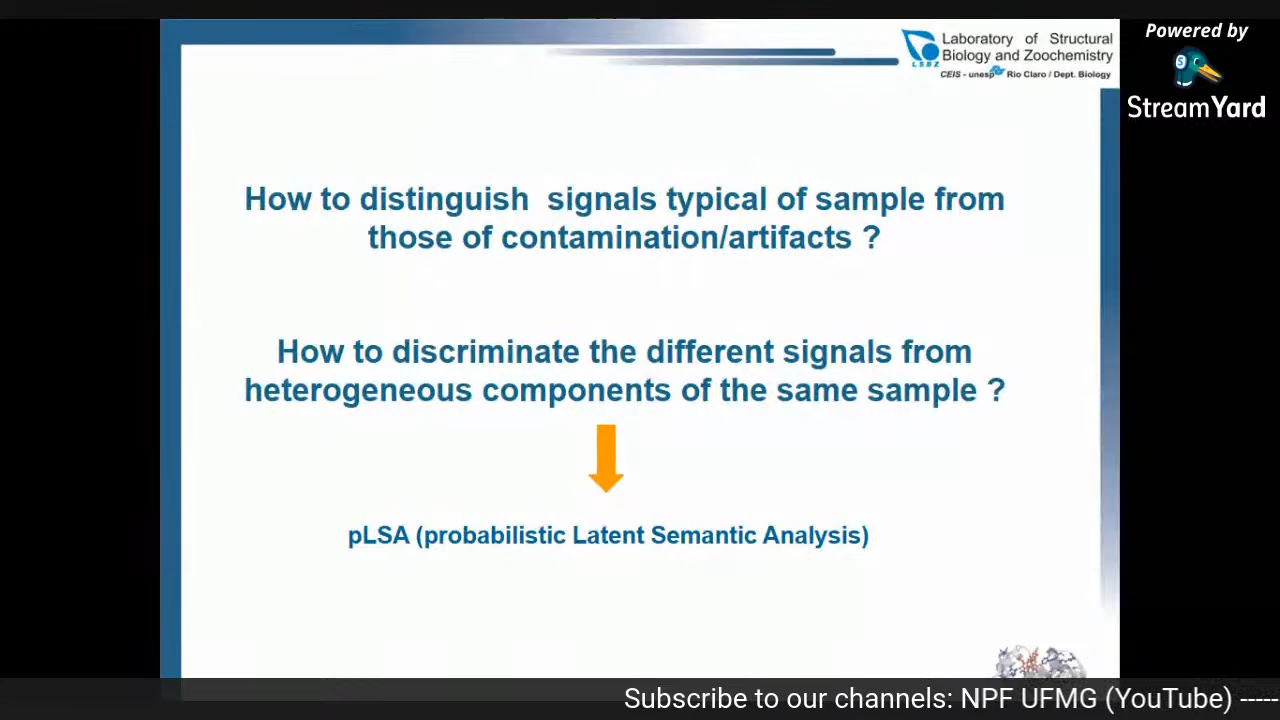 Powered by
StreamYard
Laboratory of Structural
Biology and Zoochemistry
LSBZ
CEIS - unesp Rio Claro / Dept. Biology
How to distinguish signals typical of sample from
those of contamination/artifacts ?
How to discriminate the different signals from
heterogeneous components of the same sample ?
pLSA (probabilistic Latent Semantic Analysis)
Subscribe to our channels: NPF UFMG (YouTube) -----